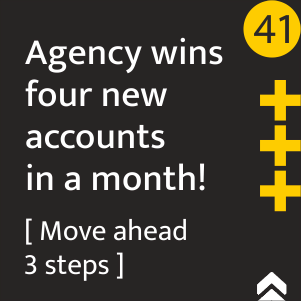 41
Agency wins
four new
accounts
in a month!
[ Move ahead
3 steps ]